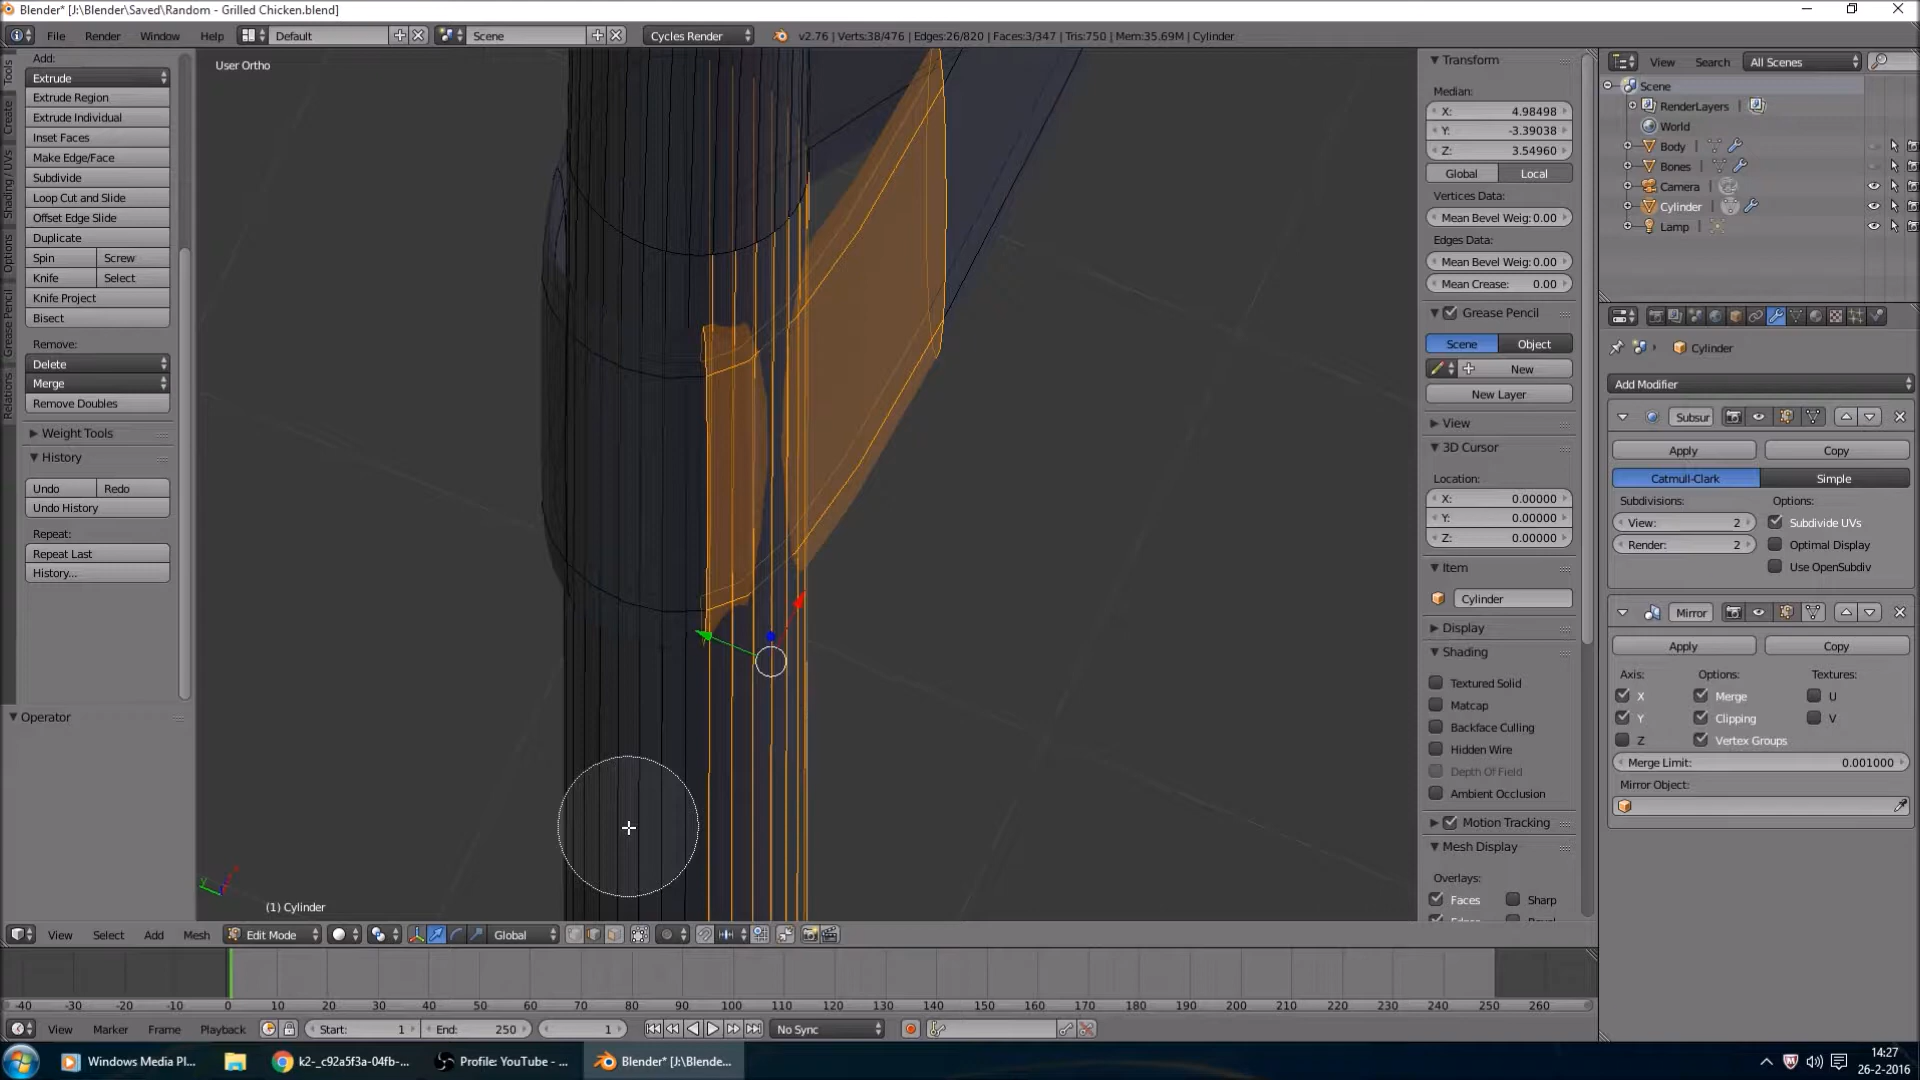 Blender* [J:\Blender\Saved\Random - Grilled Chicken.blend]
File Render Window Help Default Scene Cycles Render v2.76 | Verts:38/476 | Edges:26/820 | Faces:3/347 | Tris:750 | Mem:35.69M | Cylinder
Tools
Create
Shading / UVs
Options
Grease Pencil
Relations
Add:
Extrude
Extrude Region
Extrude Individual
Inset Faces
Make Edge/Face
Subdivide
Loop Cut and Slide
Offset Edge Slide
Duplicate
Spin Screw
Knife Select
Knife Project
Bisect
Remove:
Delete
Merge
Remove Doubles
Weight Tools
History
Undo Redo
Undo History
Repeat:
Repeat Last
History...
Operator
User Ortho
(1) Cylinder
Transform
Median:
X: 4.98498
Y: -3.39038
Z: 3.54960
Global Local
Vertices Data:
Mean Bevel Weig: 0.00
Edges Data:
Mean Bevel Weig: 0.00
Mean Crease: 0.00
Grease Pencil
Scene Object
New
New Layer
View
3D Cursor
Location:
X: 0.00000
Y: 0.00000
Z: 0.00000
Item
Cylinder
Display
Shading
Textured Solid
Matcap
Backface Culling
Hidden Wire
Depth Of Field
Ambient Occlusion
Motion Tracking
Mesh Display
Overlays:
Faces Sharp
View Search All Scenes
Scene
RenderLayers
World
Body
Bones
Camera
Cylinder
Lamp
Cylinder
Add Modifier
Subsur
Apply Copy
Catmull-Clark Simple
Subdivisions: Options:
View: 2 Subdivide UVs
Render: 2 Optimal Display
Use OpenSubdiv
Mirror
Apply Copy
Axis: Options: Textures:
X Merge U
Y Clipping V
Z Vertex Groups
Merge Limit: 0.001000
Mirror Object:
View Select Add Mesh Edit Mode Global
-40 -30 -20 -10 0 10 20 30 40 50 60 70 80 90 100 110 120 130 140 150 160 170 180 190 200 210 220 230 240 250 260
View Marker Frame Playback Start: 1 End: 250 1 No Sync
Windows Media Pl... k2-_c92a5f3a-04fb-... Profile: YouTube - ... Blender* [J:\Blende...
14:27
26-2-2016